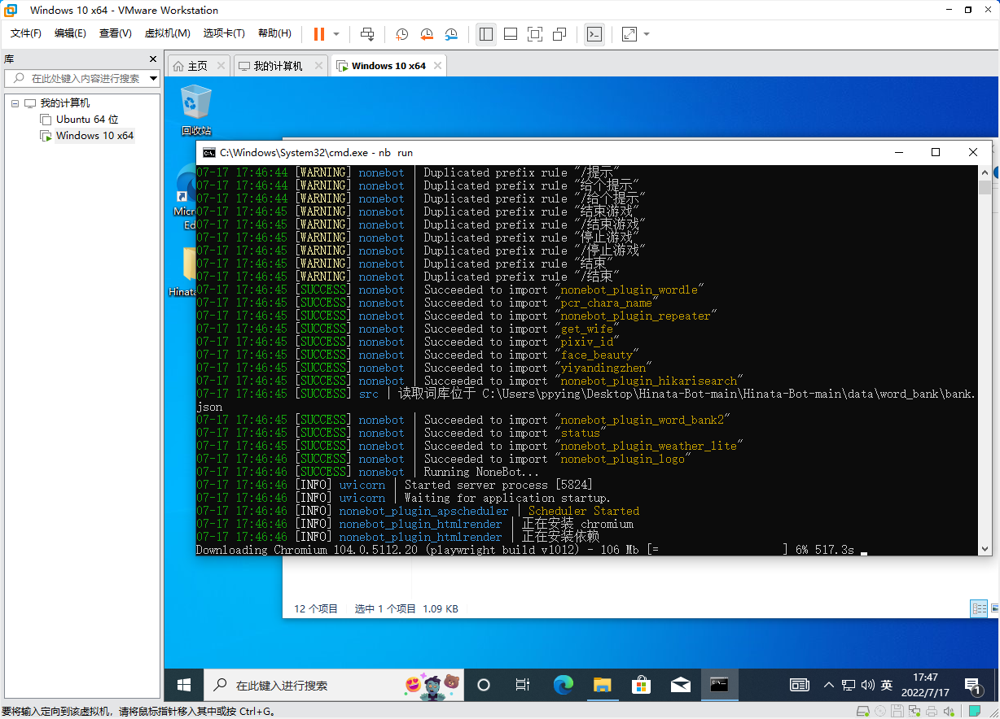 Windows 10 x64 - VMware Workstation
文件(F) 编辑(E) 查看(V) 虚拟机(M) 选项卡(T) 帮助(H)
库
在此处键入内容进行搜索
我的计算机
Ubuntu 64 位
Windows 10 x64
主页 我的计算机 Windows 10 x64
回收站
Micr
Ed
Hinata
C:\Windows\System32\cmd.exe - nb run
07-17 17:46:44 [WARNING] nonebot | Duplicated prefix rule "/提示"
07-17 17:46:44 [WARNING] nonebot | Duplicated prefix rule "给个提示"
07-17 17:46:44 [WARNING] nonebot | Duplicated prefix rule "/给个提示"
07-17 17:46:45 [WARNING] nonebot | Duplicated prefix rule "结束游戏"
07-17 17:46:45 [WARNING] nonebot | Duplicated prefix rule "/结束游戏"
07-17 17:46:45 [WARNING] nonebot | Duplicated prefix rule "停止游戏"
07-17 17:46:45 [WARNING] nonebot | Duplicated prefix rule "/停止游戏"
07-17 17:46:45 [WARNING] nonebot | Duplicated prefix rule "结束"
07-17 17:46:45 [WARNING] nonebot | Duplicated prefix rule "/结束"
07-17 17:46:45 [SUCCESS] nonebot | Succeeded to import "nonebot_plugin_wordle"
07-17 17:46:45 [SUCCESS] nonebot | Succeeded to import "pcr_chara_name"
07-17 17:46:45 [SUCCESS] nonebot | Succeeded to import "nonebot_plugin_repeater"
07-17 17:46:45 [SUCCESS] nonebot | Succeeded to import "get_wife"
07-17 17:46:45 [SUCCESS] nonebot | Succeeded to import "pixiv_id"
07-17 17:46:45 [SUCCESS] nonebot | Succeeded to import "face_beauty"
07-17 17:46:45 [SUCCESS] nonebot | Succeeded to import "yiyandingzhen"
07-17 17:46:45 [SUCCESS] nonebot | Succeeded to import "nonebot_plugin_hikarisearch"
07-17 17:46:45 [SUCCESS] src | 读取词库位于 C:\Users\ppying\Desktop\Hinata-Bot-main\Hinata-Bot-main\data\word_bank\bank.
json
07-17 17:46:45 [SUCCESS] nonebot | Succeeded to import "nonebot_plugin_word_bank2"
07-17 17:46:45 [SUCCESS] nonebot | Succeeded to import "status"
07-17 17:46:45 [SUCCESS] nonebot | Succeeded to import "nonebot_plugin_weather_lite"
07-17 17:46:46 [SUCCESS] nonebot | Succeeded to import "nonebot_plugin_logo"
07-17 17:46:46 [SUCCESS] nonebot | Running NoneBot...
07-17 17:46:46 [INFO] uvicorn | Started server process [5824]
07-17 17:46:46 [INFO] uvicorn | Waiting for application startup.
07-17 17:46:46 [INFO] nonebot_plugin_apscheduler | Scheduler Started
07-17 17:46:46 [INFO] nonebot_plugin_htmlrender | 正在安装 chromium
07-17 17:46:46 [INFO] nonebot_plugin_htmlrender | 正在安装依赖
Downloading Chromium 104.0.5112.20 (playwright build v1012) - 106 Mb [= ] 6% 517.3s
12 个项目 选中 1 个项目 1.09 KB
在此键入进行搜索
英
17:47
2022/7/17
1
要将输入定向到该虚拟机，请将鼠标指针移入其中或按 Ctrl+G。